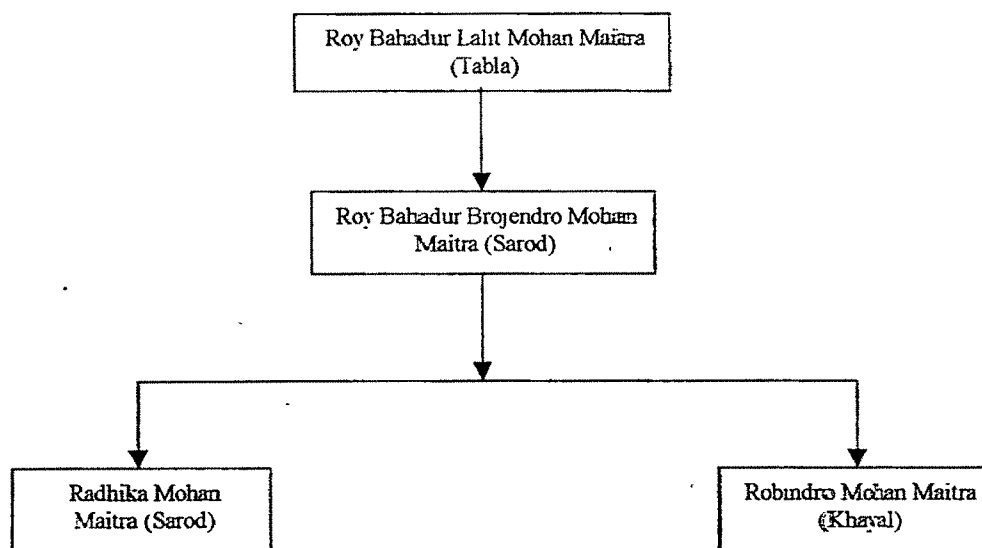 Roy Bahadur Lalit Mohan Maitra
(Tabla)
Roy Bahadur Brojendro Mohan
Maitra (Sarod)
Radhika Mohan
Maitra (Sarod)
Robindro Mohan Maitra
(Khayal)